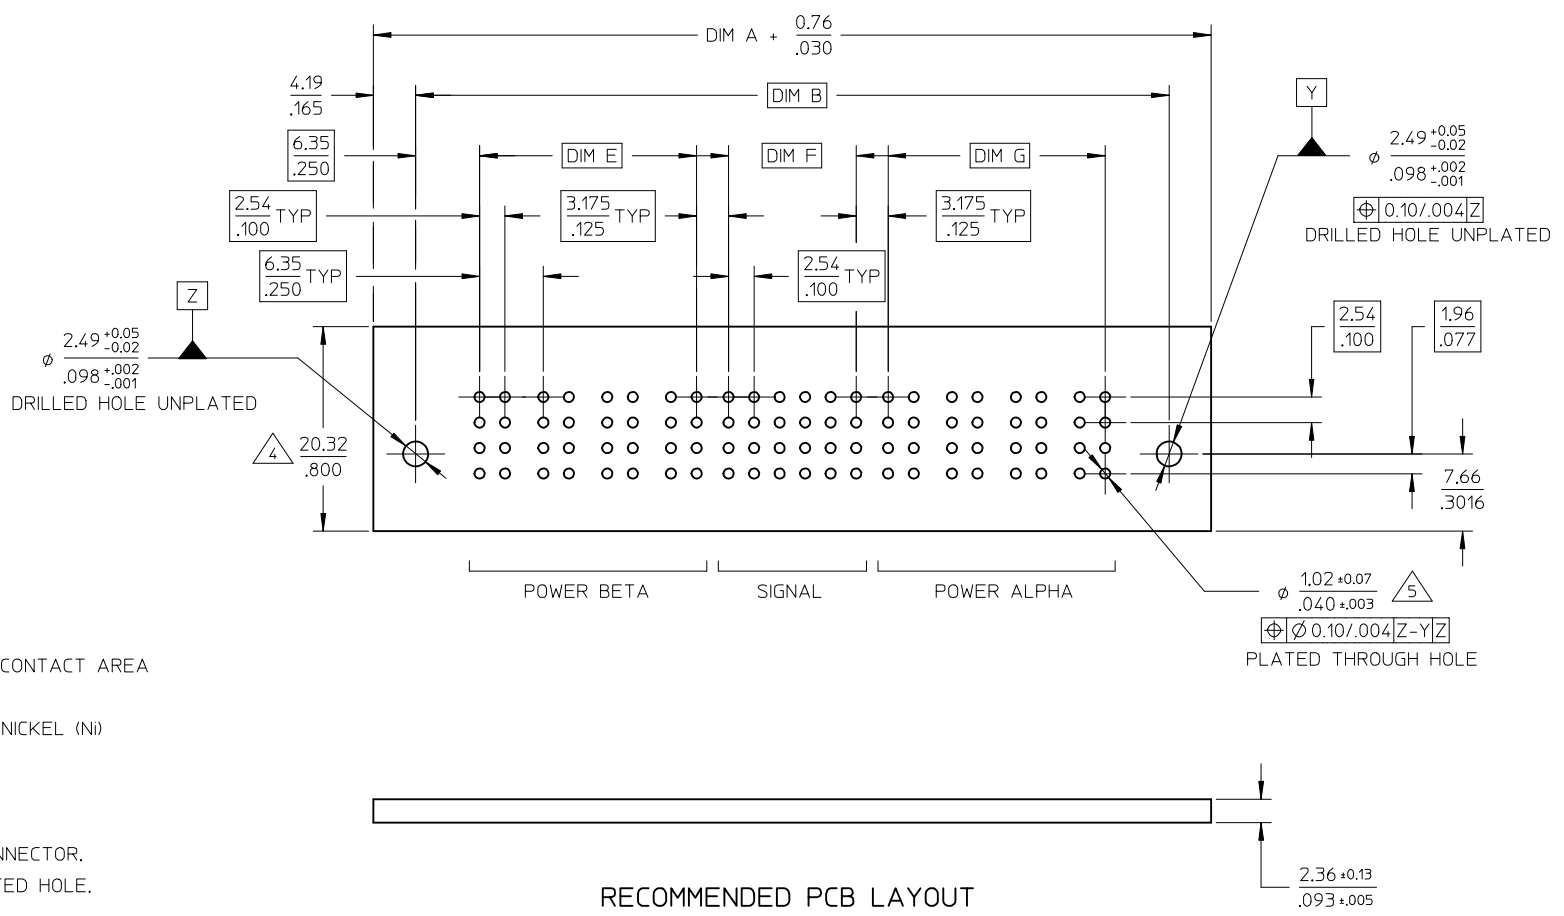 DIM A + 0.76
.030
4.19
.165
DIM B
Y
6.35
.250
DIM E
DIM F
DIM G
⌀ 2.49 +0.05 -0.02
.098 +.002 -.001
⌖ 0.10/.004 Z
DRILLED HOLE UNPLATED
2.54 TYP
.100
3.175 TYP
.125
3.175 TYP
.125
6.35 TYP
.250
2.54 TYP
.100
Z
2.54
.100
1.96
.077
⌀ 2.49 +0.05 -0.02
.098 +.002 -.001
DRILLED HOLE UNPLATED
4 20.32
.800
7.66
.3016
POWER BETA
SIGNAL
POWER ALPHA
⌀ 1.02 ±0.07 5
.040 ±.003
⌖ ⌀ 0.10/.004 Z-Y Z
PLATED THROUGH HOLE
CONTACT AREA
NICKEL (Ni)
NNECTOR.
TED HOLE.
RECOMMENDED PCB LAYOUT
2.36 ±0.13
.093 ±.005